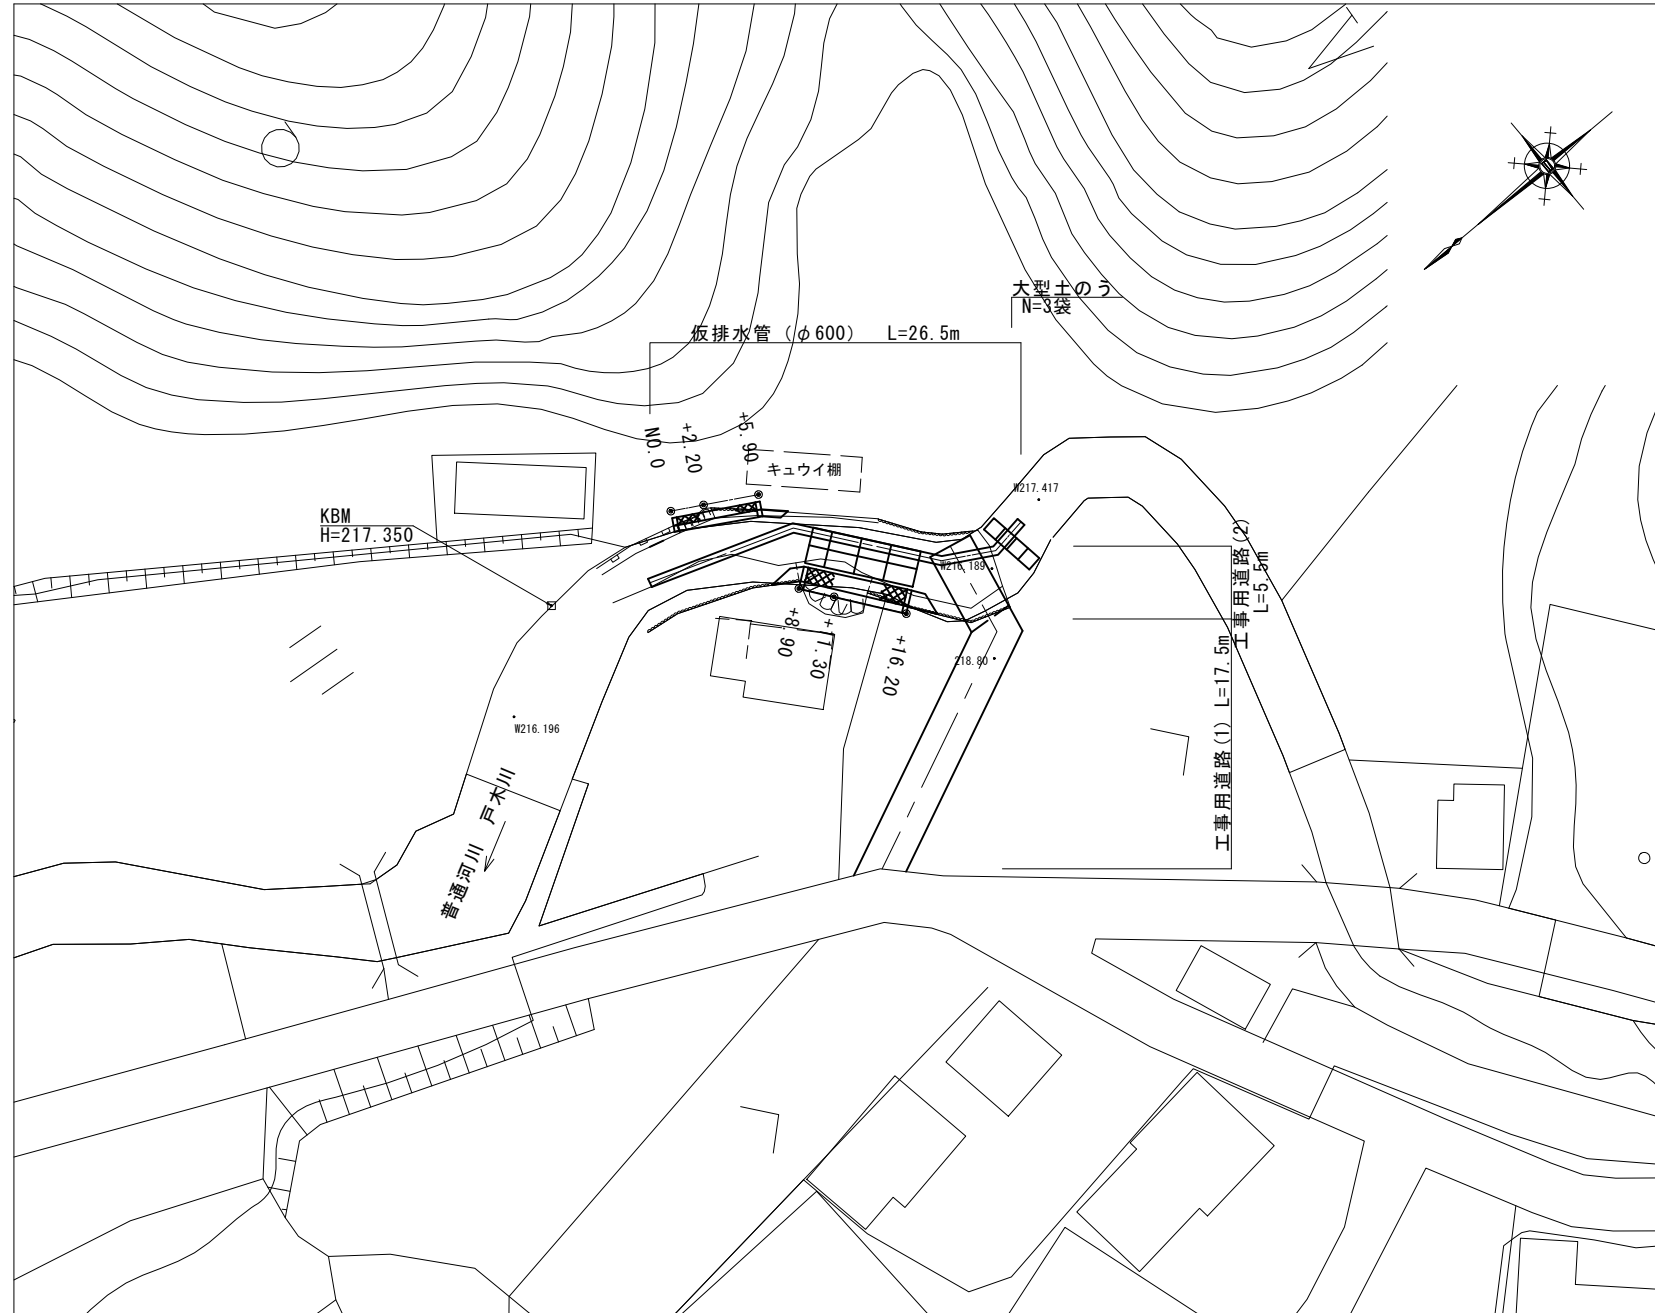 大型土のう
N=3袋
仮排水管(φ600) L=26.5m
NO.0
+2.20
+5.90
キュウイ棚
W217.417
KBM
H=217.350
W216.189
+8.90
+11.30
+16.20
218.80
W216.196
普通河川 戸木川
工事用道路(2)
L=5.5m
工事用道路(1) L=17.5m